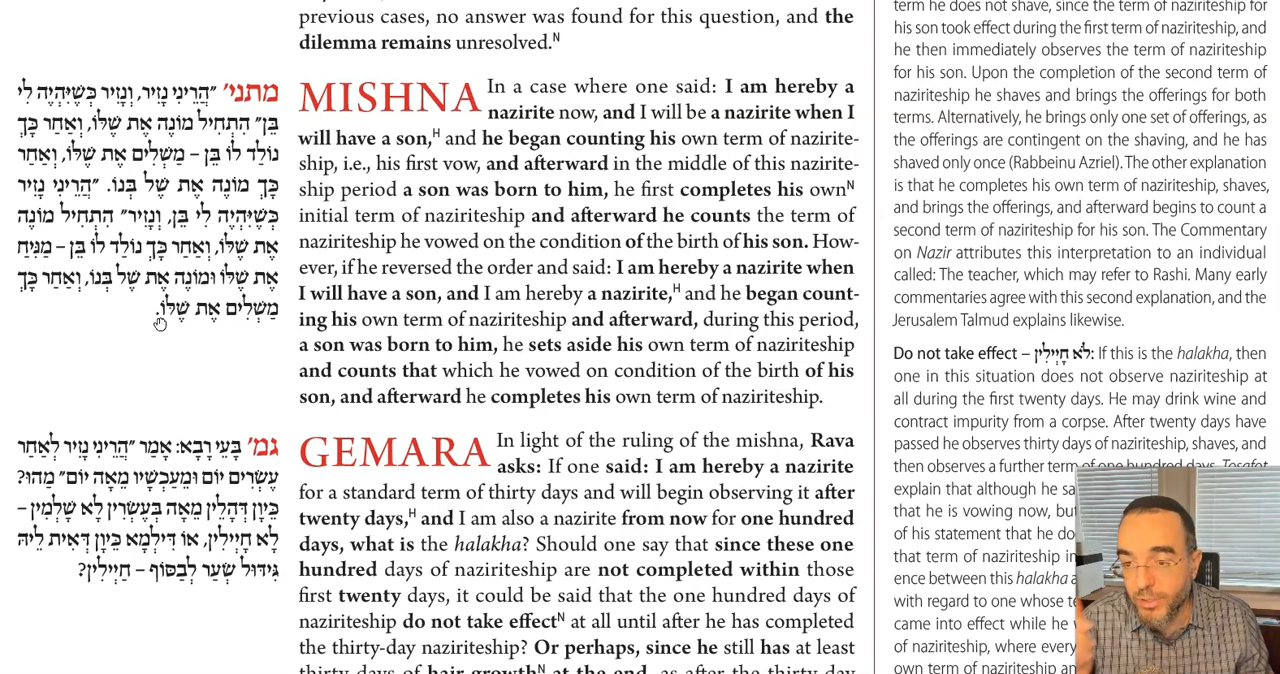 previous cases, no answer was found for this question, and the
dilemma remains unresolved.N
מתני׳ ״הֲרֵינִי נָזִיר, וְנָזִיר כְּשֶׁיִּהְיֶה לִי
בֵּן״ הִתְחִיל מוֹנֶה אֶת שֶׁלּוֹ, וְאַחַר כָּךְ
נוֹלַד לוֹ בֵּן – מַשְׁלִים אֶת שֶׁלּוֹ, וְאַחַר
כָּךְ מוֹנֶה אֶת שֶׁל בְּנוֹ. ״הֲרֵינִי נָזִיר
כְּשֶׁיִּהְיֶה לִי בֵּן, וְנָזִיר״ הִתְחִיל מוֹנֶה
אֶת שֶׁלּוֹ, וְאַחַר כָּךְ נוֹלַד לוֹ בֵּן – מַנִּיחַ
אֶת שֶׁלּוֹ וּמוֹנֶה אֶת שֶׁל בְּנוֹ, וְאַחַר כָּךְ
מַשְׁלִים אֶת שֶׁלּוֹ.
MISHNA In a case where one said: I am hereby a
nazirite now, and I will be a nazirite when I
will have a son,H and he began counting his own term of nazirite-
ship, i.e., his first vow, and afterward in the middle of this nazirite-
ship period a son was born to him, he first completes his ownN
initial term of naziriteship and afterward he counts the term of
naziriteship he vowed on the condition of the birth of his son. How-
ever, if he reversed the order and said: I am hereby a nazirite when
I will have a son, and I am hereby a nazirite,H and he began count-
ing his own term of naziriteship and afterward, during this period,
a son was born to him, he sets aside his own term of naziriteship
and counts that which he vowed on condition of the birth of his
son, and afterward he completes his own term of naziriteship.
גמ׳ בָּעֵי רָבָא: אָמַר ״הֲרֵינִי נָזִיר לְאַחַר
עֶשְׂרִים יוֹם וּמֵעַכְשָׁיו מֵאָה יוֹם״ מַהוּ?
כֵּיוָן דְּהָלֵין מֵאָה בְּעֶשְׂרִין לָא שָׁלְמִין –
לָא חָיְילִין, אוֹ דִּילְמָא כֵּיוָן דְּאִית לֵיהּ
גִּידּוּל שֵׂעָר לְבַסּוֹף – חָיְילִין?
GEMARA In light of the ruling of the mishna, Rava
asks: If one said: I am hereby a nazirite
for a standard term of thirty days and will begin observing it after
twenty days,H and I am also a nazirite from now for one hundred
days, what is the halakha? Should one say that since these one
hundred days of naziriteship are not completed within those
first twenty days, it could be said that the one hundred days of
naziriteship do not take effectN at all until after he has completed
the thirty-day naziriteship? Or perhaps, since he still has at least
thirty days of hair growthN at the end, as after the thirty-day
term he does not shave, since the term of naziriteship for
his son took effect during the first term of naziriteship, and
he then immediately observes the term of naziriteship
for his son. Upon the completion of the second term of
naziriteship he shaves and brings the offerings for both
terms. Alternatively, he brings only one set of offerings, as
the offerings are contingent on the shaving, and he has
shaved only once (Rabbeinu Azriel). The other explanation
is that he completes his own term of naziriteship, shaves,
and brings the offerings, and afterward begins to count a
second term of naziriteship for his son. The Commentary
on Nazir attributes this interpretation to an individual
called: The teacher, which may refer to Rashi. Many early
commentaries agree with this second explanation, and the
Jerusalem Talmud explains likewise.
Do not take effect – לֹא חָיְילִין: If this is the halakha, then
one in this situation does not observe naziriteship at
all during the first twenty days. He may drink wine and
contract impurity from a corpse. After twenty days have
passed he observes thirty days of naziriteship, shaves, and
then observes a further term of one hundred days. Tosafot
explain that although he sa
he is vowing now, bu
of his statement that he do
that term of naziriteship in
ence between this halakha a
with regard to one whose te
came into effect while he
of naziriteship, where every
own term of naziriteship an